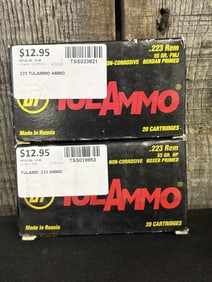 $12.95
TSS023821
.223 TULAMMO AMMO
.223 Rem
55 GR. FMJ
NON-CORROSIVE BERDAN PRIMED
TULAMMO
Made in Russia
20 CARTRIDGES
$12.95
TSS019953
TULAMO .223 AMMO
.223 Rem
55 GR. HP
NON-CORROSIVE BOXER PRIMED
TULAMMO
Made in Russia
20 CARTRIDGES